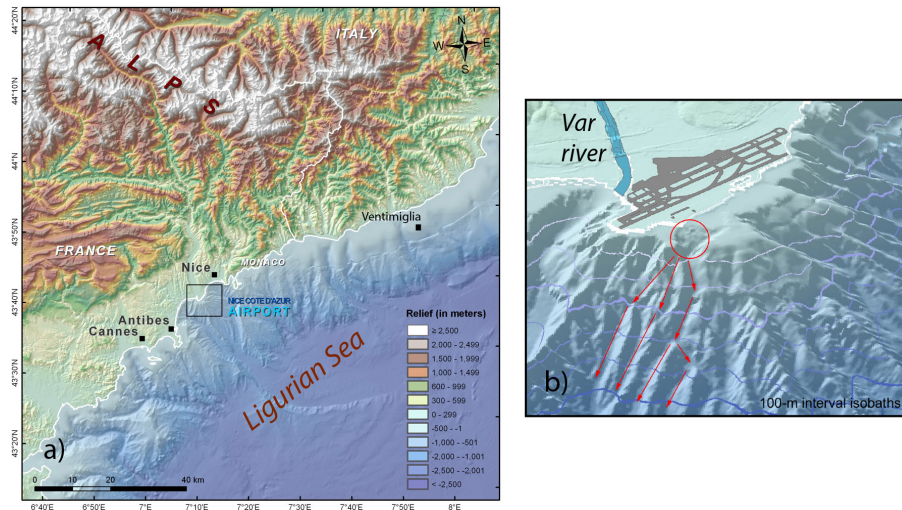 44°20'N
44°10'N
44°N
43°50'N
43°40'N
43°30'N
43°20'N
ALPS
ITALY
N
W E
S
FRANCE
Ventimiglia
MONACO
Nice
NICE COTE D'AZUR
AIRPORT
Antibes
Cannes
Ligurian Sea
Relief (in meters)
≥ 2,500
2,000 - 2,499
1,500 - 1,999
1,000 - 1,499
600 - 999
300 - 599
0 - 299
-500 - -1
-1,000 - -501
-2,000 - -1,001
-2,500 - -2,001
< -2,500
a)
0 10 20 40 km
6°40'E 6°50'E 7°E 7°10'E 7°20'E 7°30'E 7°40'E 7°50'E 8°E
Var
river
b)
100-m interval isobaths